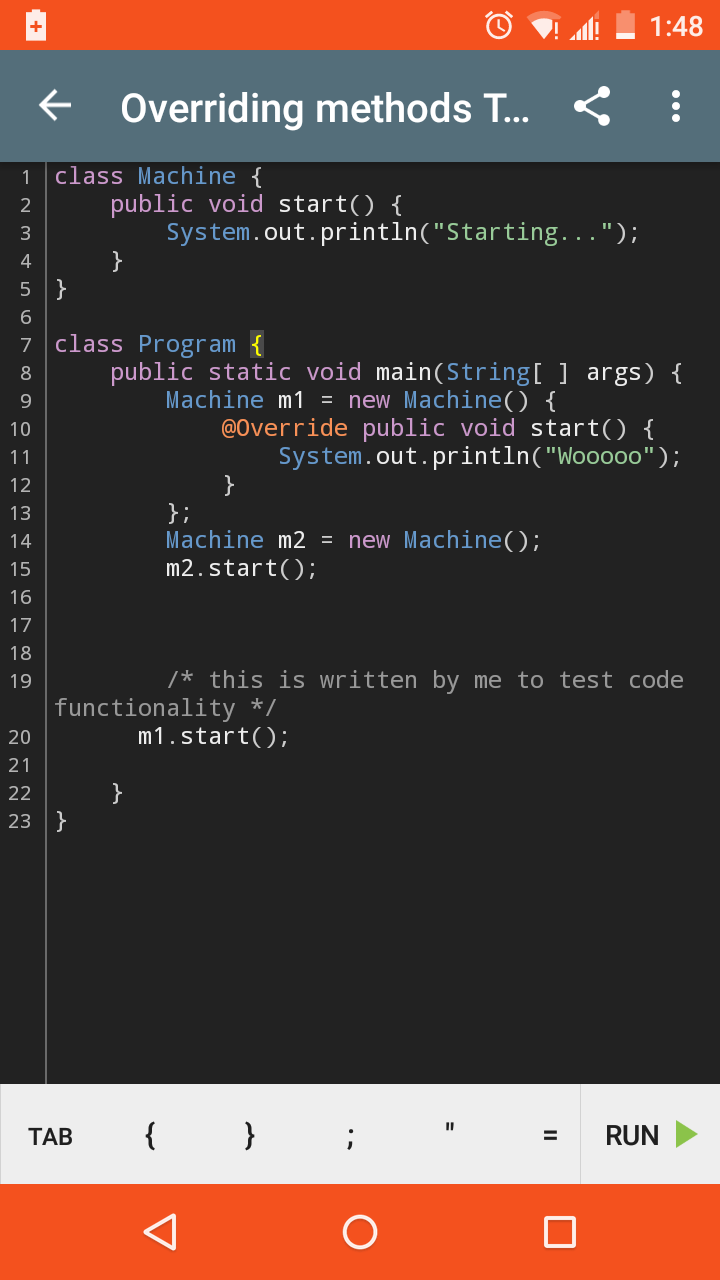 1:48
Overriding methods T...
1 class Machine {
2     public void start() {
3         System.out.println("Starting...");
4     }
5 }
6
7 class Program {
8     public static void main(String[ ] args) {
9         Machine m1 = new Machine() {
10             @Override public void start() {
11                 System.out.println("Wooooo");
12             }
13         };
14         Machine m2 = new Machine();
15         m2.start();
16
17
18
19         /* this is written by me to test code
functionality */
20       m1.start();
21
22     }
23 }
TAB { } ; " = RUN